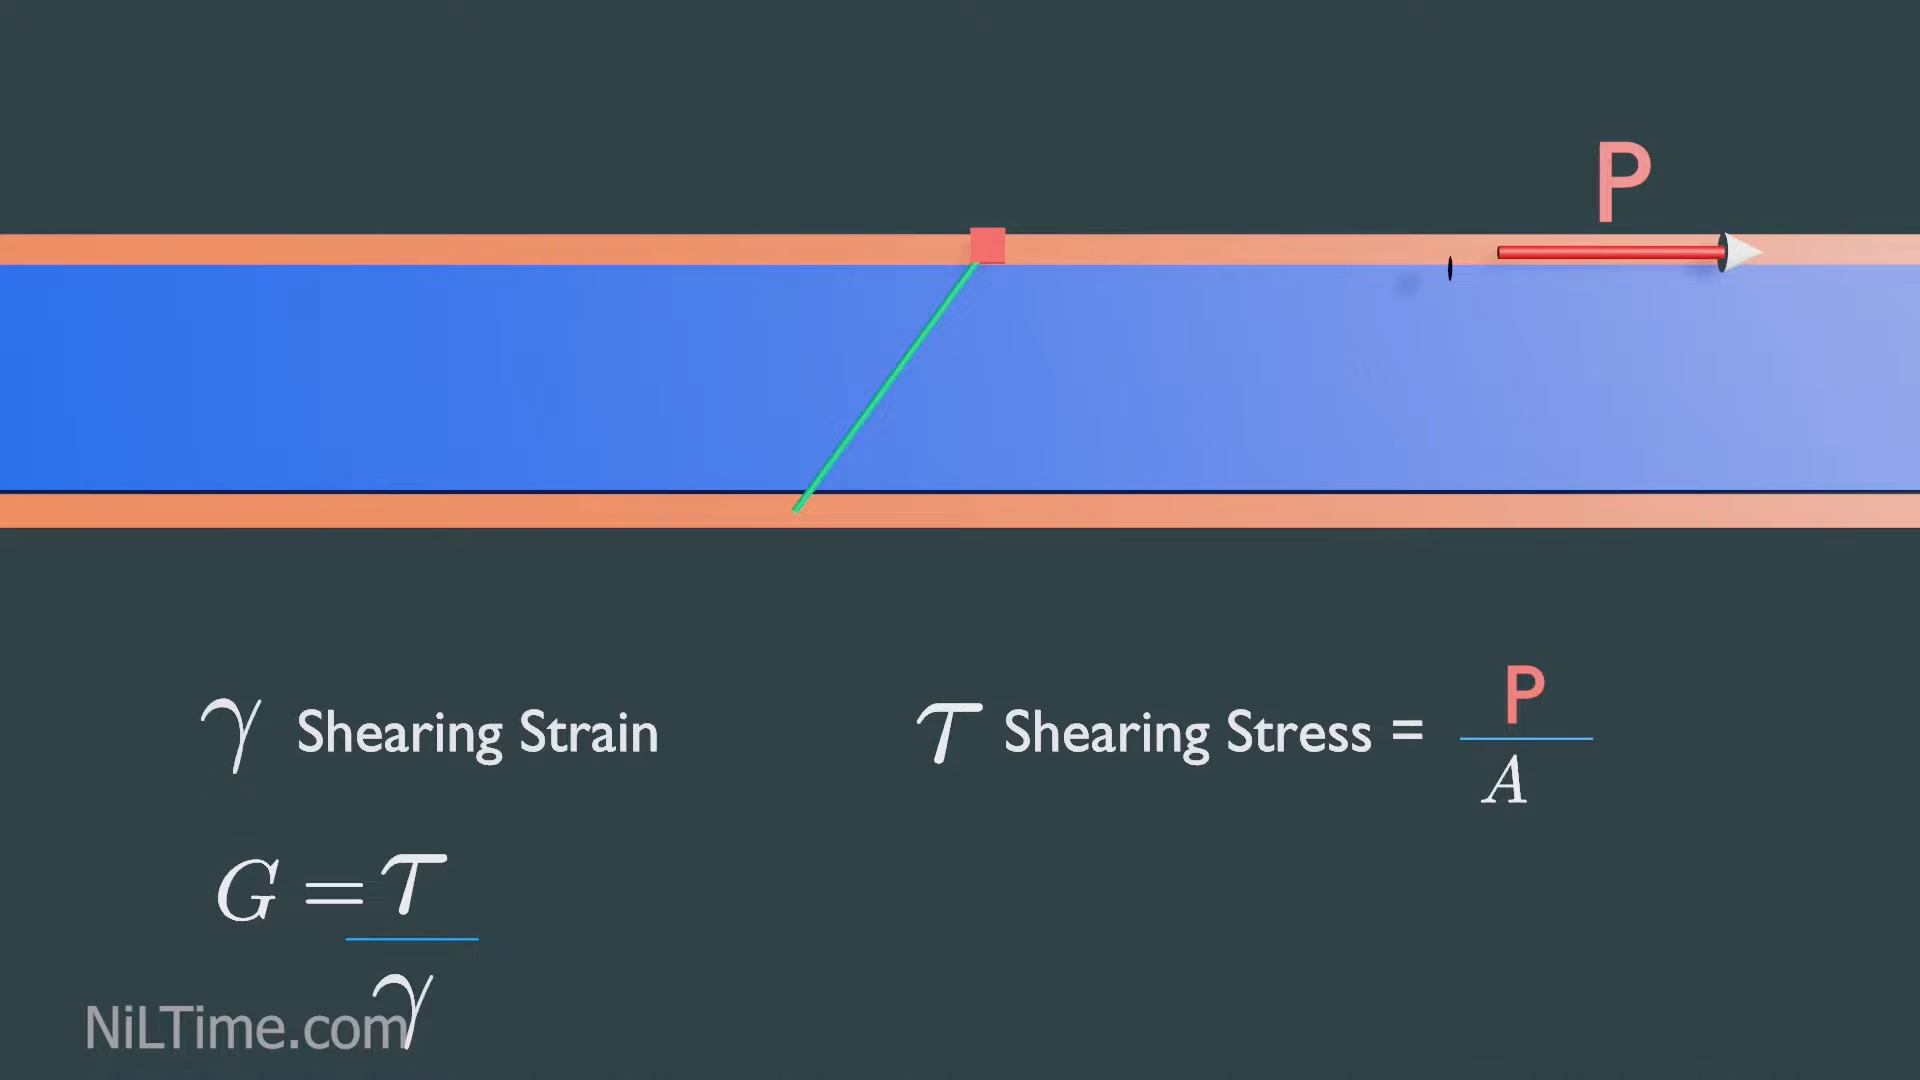 P
γ Shearing Strain
τ Shearing Stress = P
A
G = τ
γ
NiLTime.com